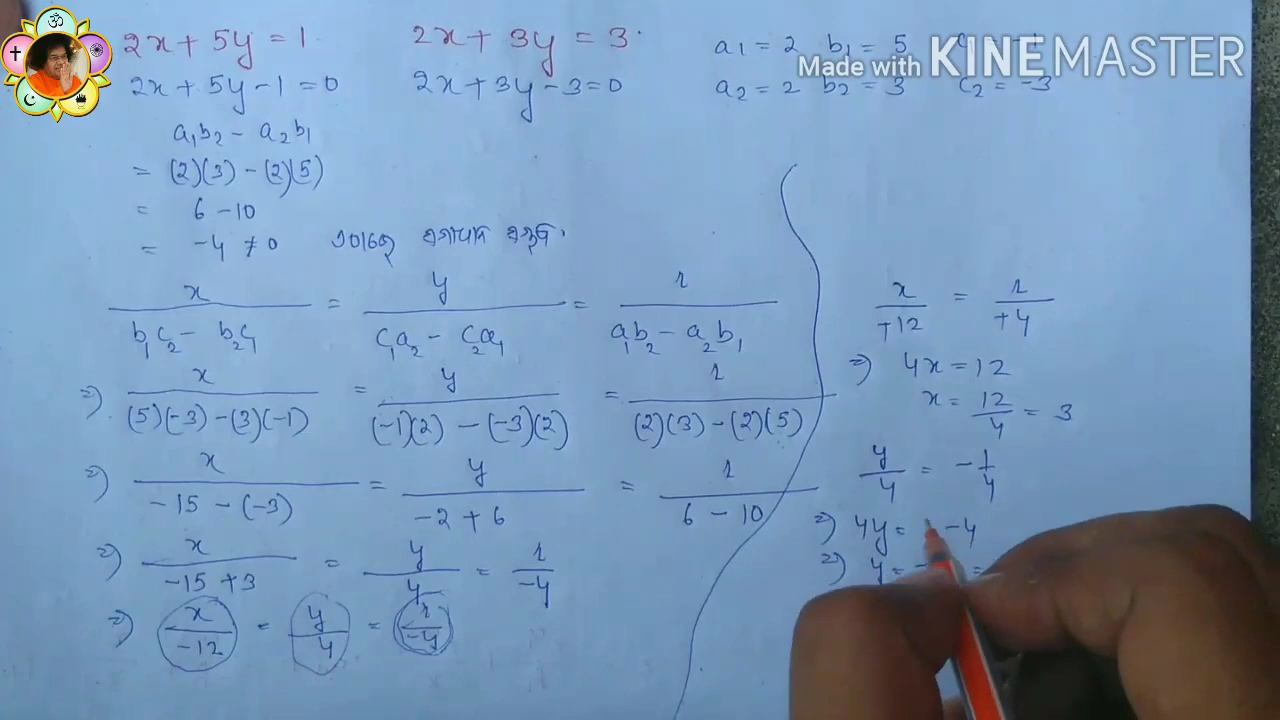 2x + 5y = 1 2x + 3y = 3
a1 = 2 b1 = 5
Made with KINEMASTER
2x + 5y - 1 = 0 2x + 3y - 3 = 0
a2 = 2 b2 = 3 c2 = -3
a₁b₂ - a₂b₁
= (2)(3) - (2)(5)
= 6 - 10
= -4 ≠ 0
x/(b₁c₂ - b₂c₁) = y/(c₁a₂ - c₂a₁) = 1/(a₁b₂ - a₂b₁)
⇒ x/((5)(-3) - (3)(-1)) = y/((-1)(2) - (-3)(2)) = 1/((2)(3) - (2)(5))
⇒ x/(-15 - (-3)) = y/(-2 + 6) = 1/(6 - 10)
⇒ x/(-15 + 3) = y/4 = 1/-4
⇒ x/-12 = y/4 = 1/-4
x/+12 = 1/+4
⇒ 4x = 12
x = 12/4 = 3
y/4 = -1/4
⇒ 4y = -4
⇒ y = -